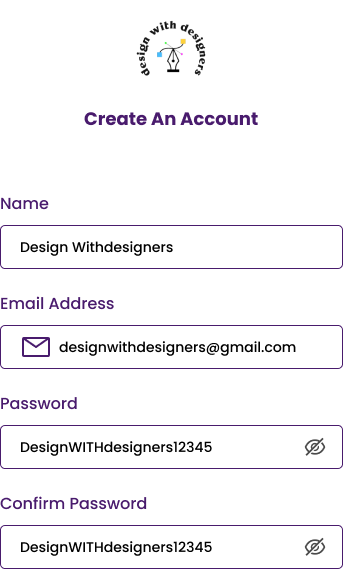 design with designers
Create An Account
Name
Design Withdesigners
Email Address
designwithdesigners@gmail.com
Password
DesignWITHdesigners12345
Confirm Password
DesignWITHdesigners12345